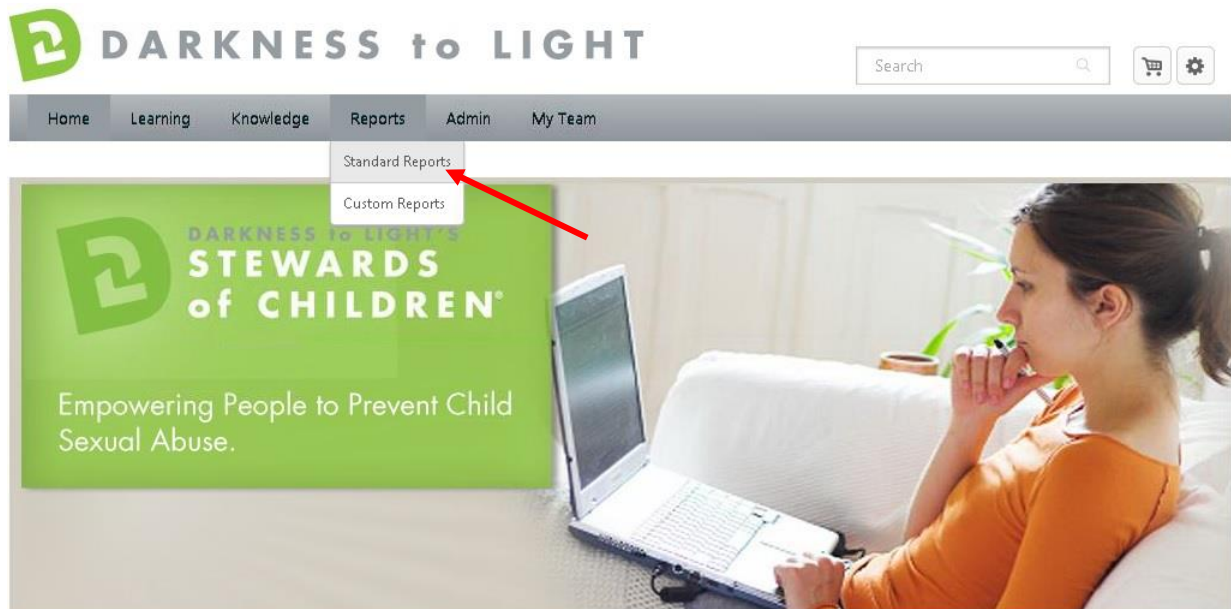 DARKNESS to LIGHT
Search
Home Learning Knowledge Reports Admin My Team
Standard Reports
Custom Reports
DARKNESS to LIGHT'S
STEWARDS
of CHILDREN®
Empowering People to Prevent Child
Sexual Abuse.